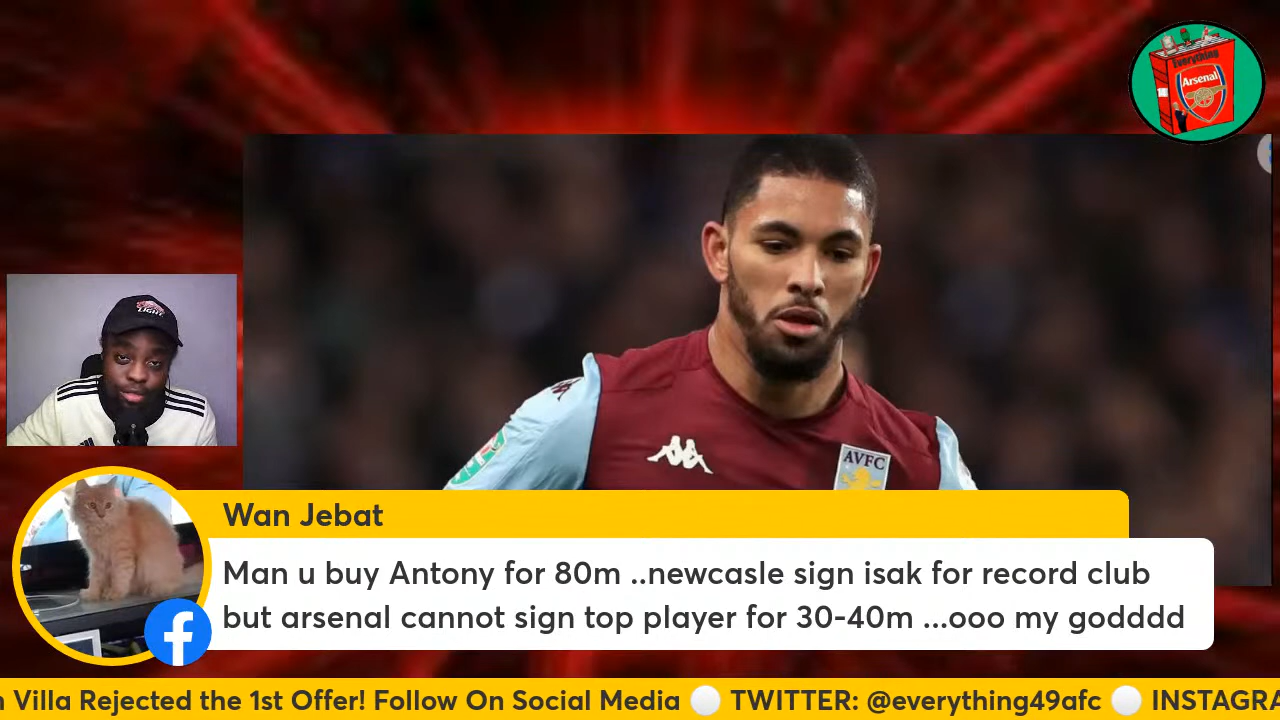 Everything
Arsenal
LIGHT
AVFC
Wan Jebat
Man u buy Antony for 80m ..newcasle sign isak for record club
but arsenal cannot sign top player for 30-40m ...ooo my godddd
Villa Rejected the 1st Offer! Follow On Social Media TWITTER: @everything49afc INSTAGRA